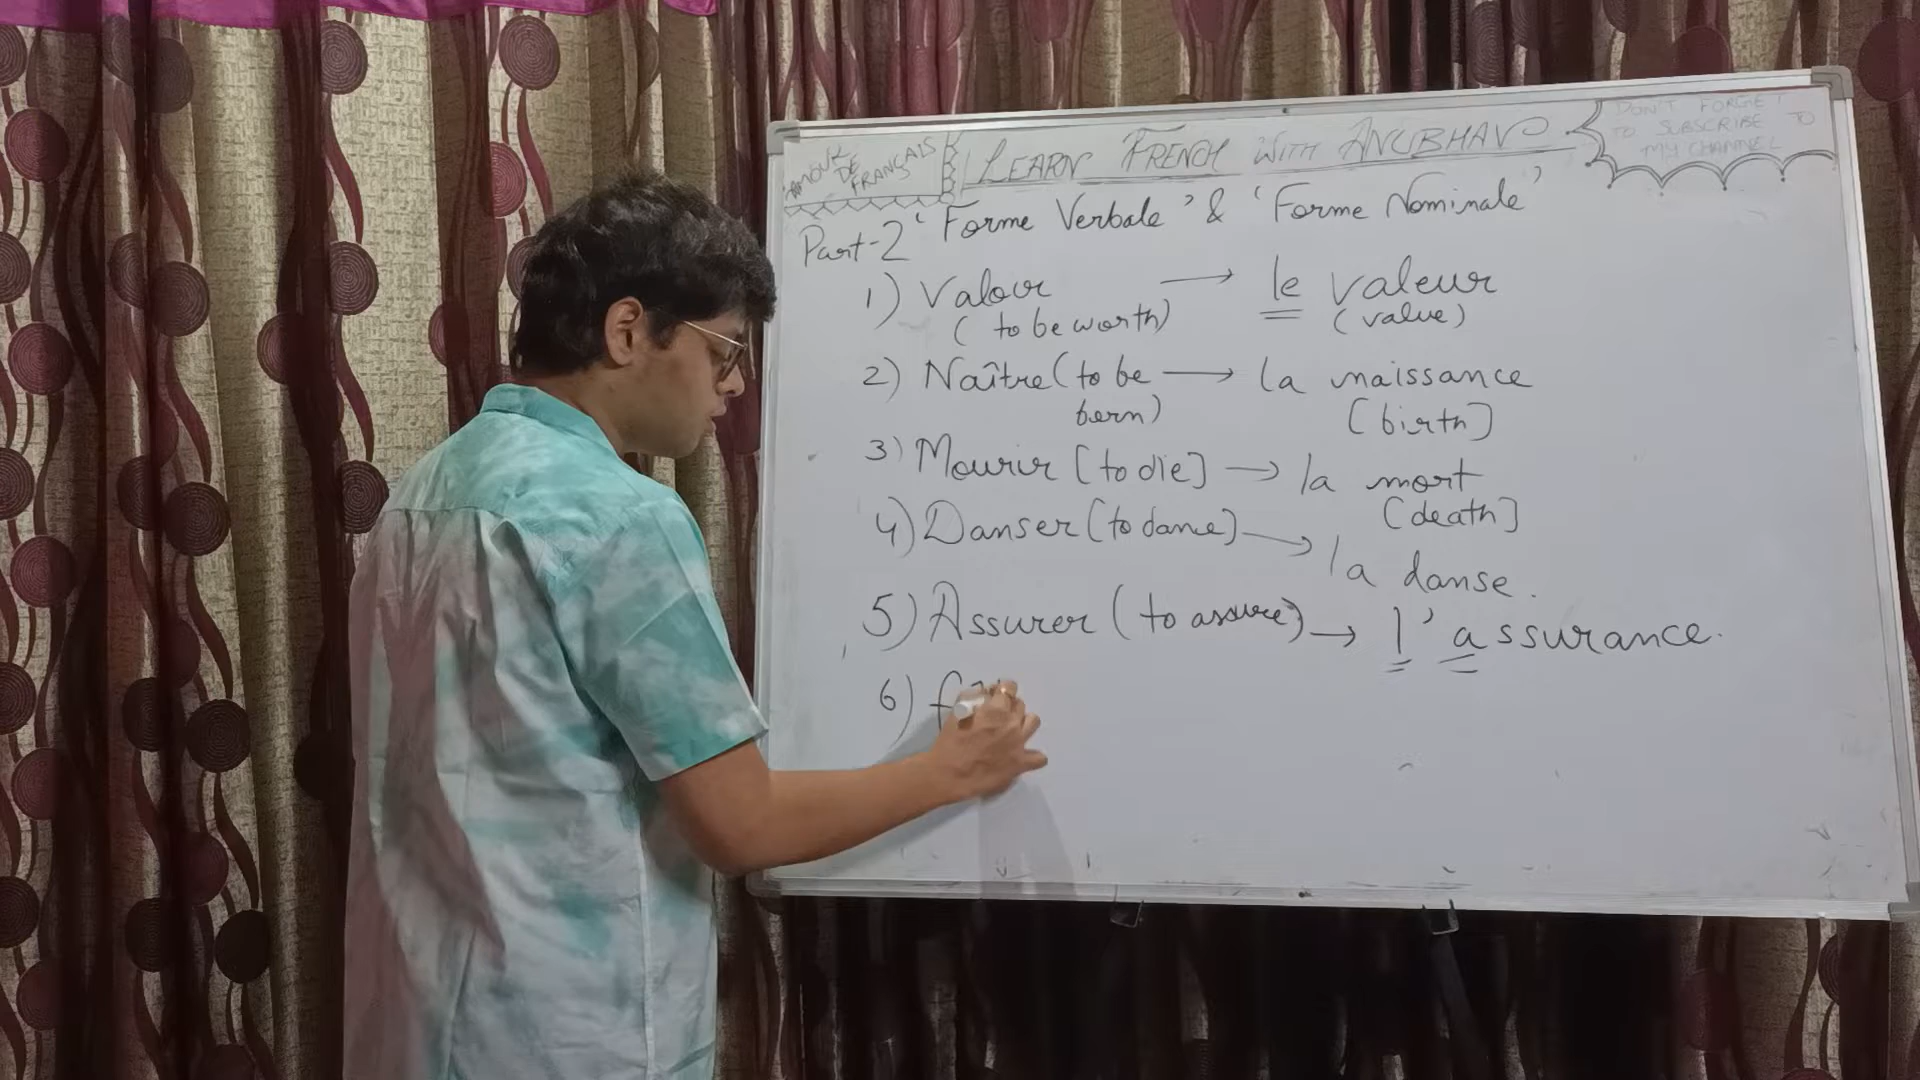 AMOUR
DE
FRANÇAIS
LEARN FRENCH WITH ANUBHAV
DON'T FORGET
TO SUBSCRIBE TO
MY CHANNEL
Part-2 'Forme Verbale' & 'Forme Nominale'
1) Valoir → le valeur
(to be worth) (value)
2) Naître (to be → la naissance
born) [birth]
3) Mourir [to die] → la mort
[death]
4) Danser (to dance) → la danse.
5) Assurer (to assure) → l'assurance.
6)